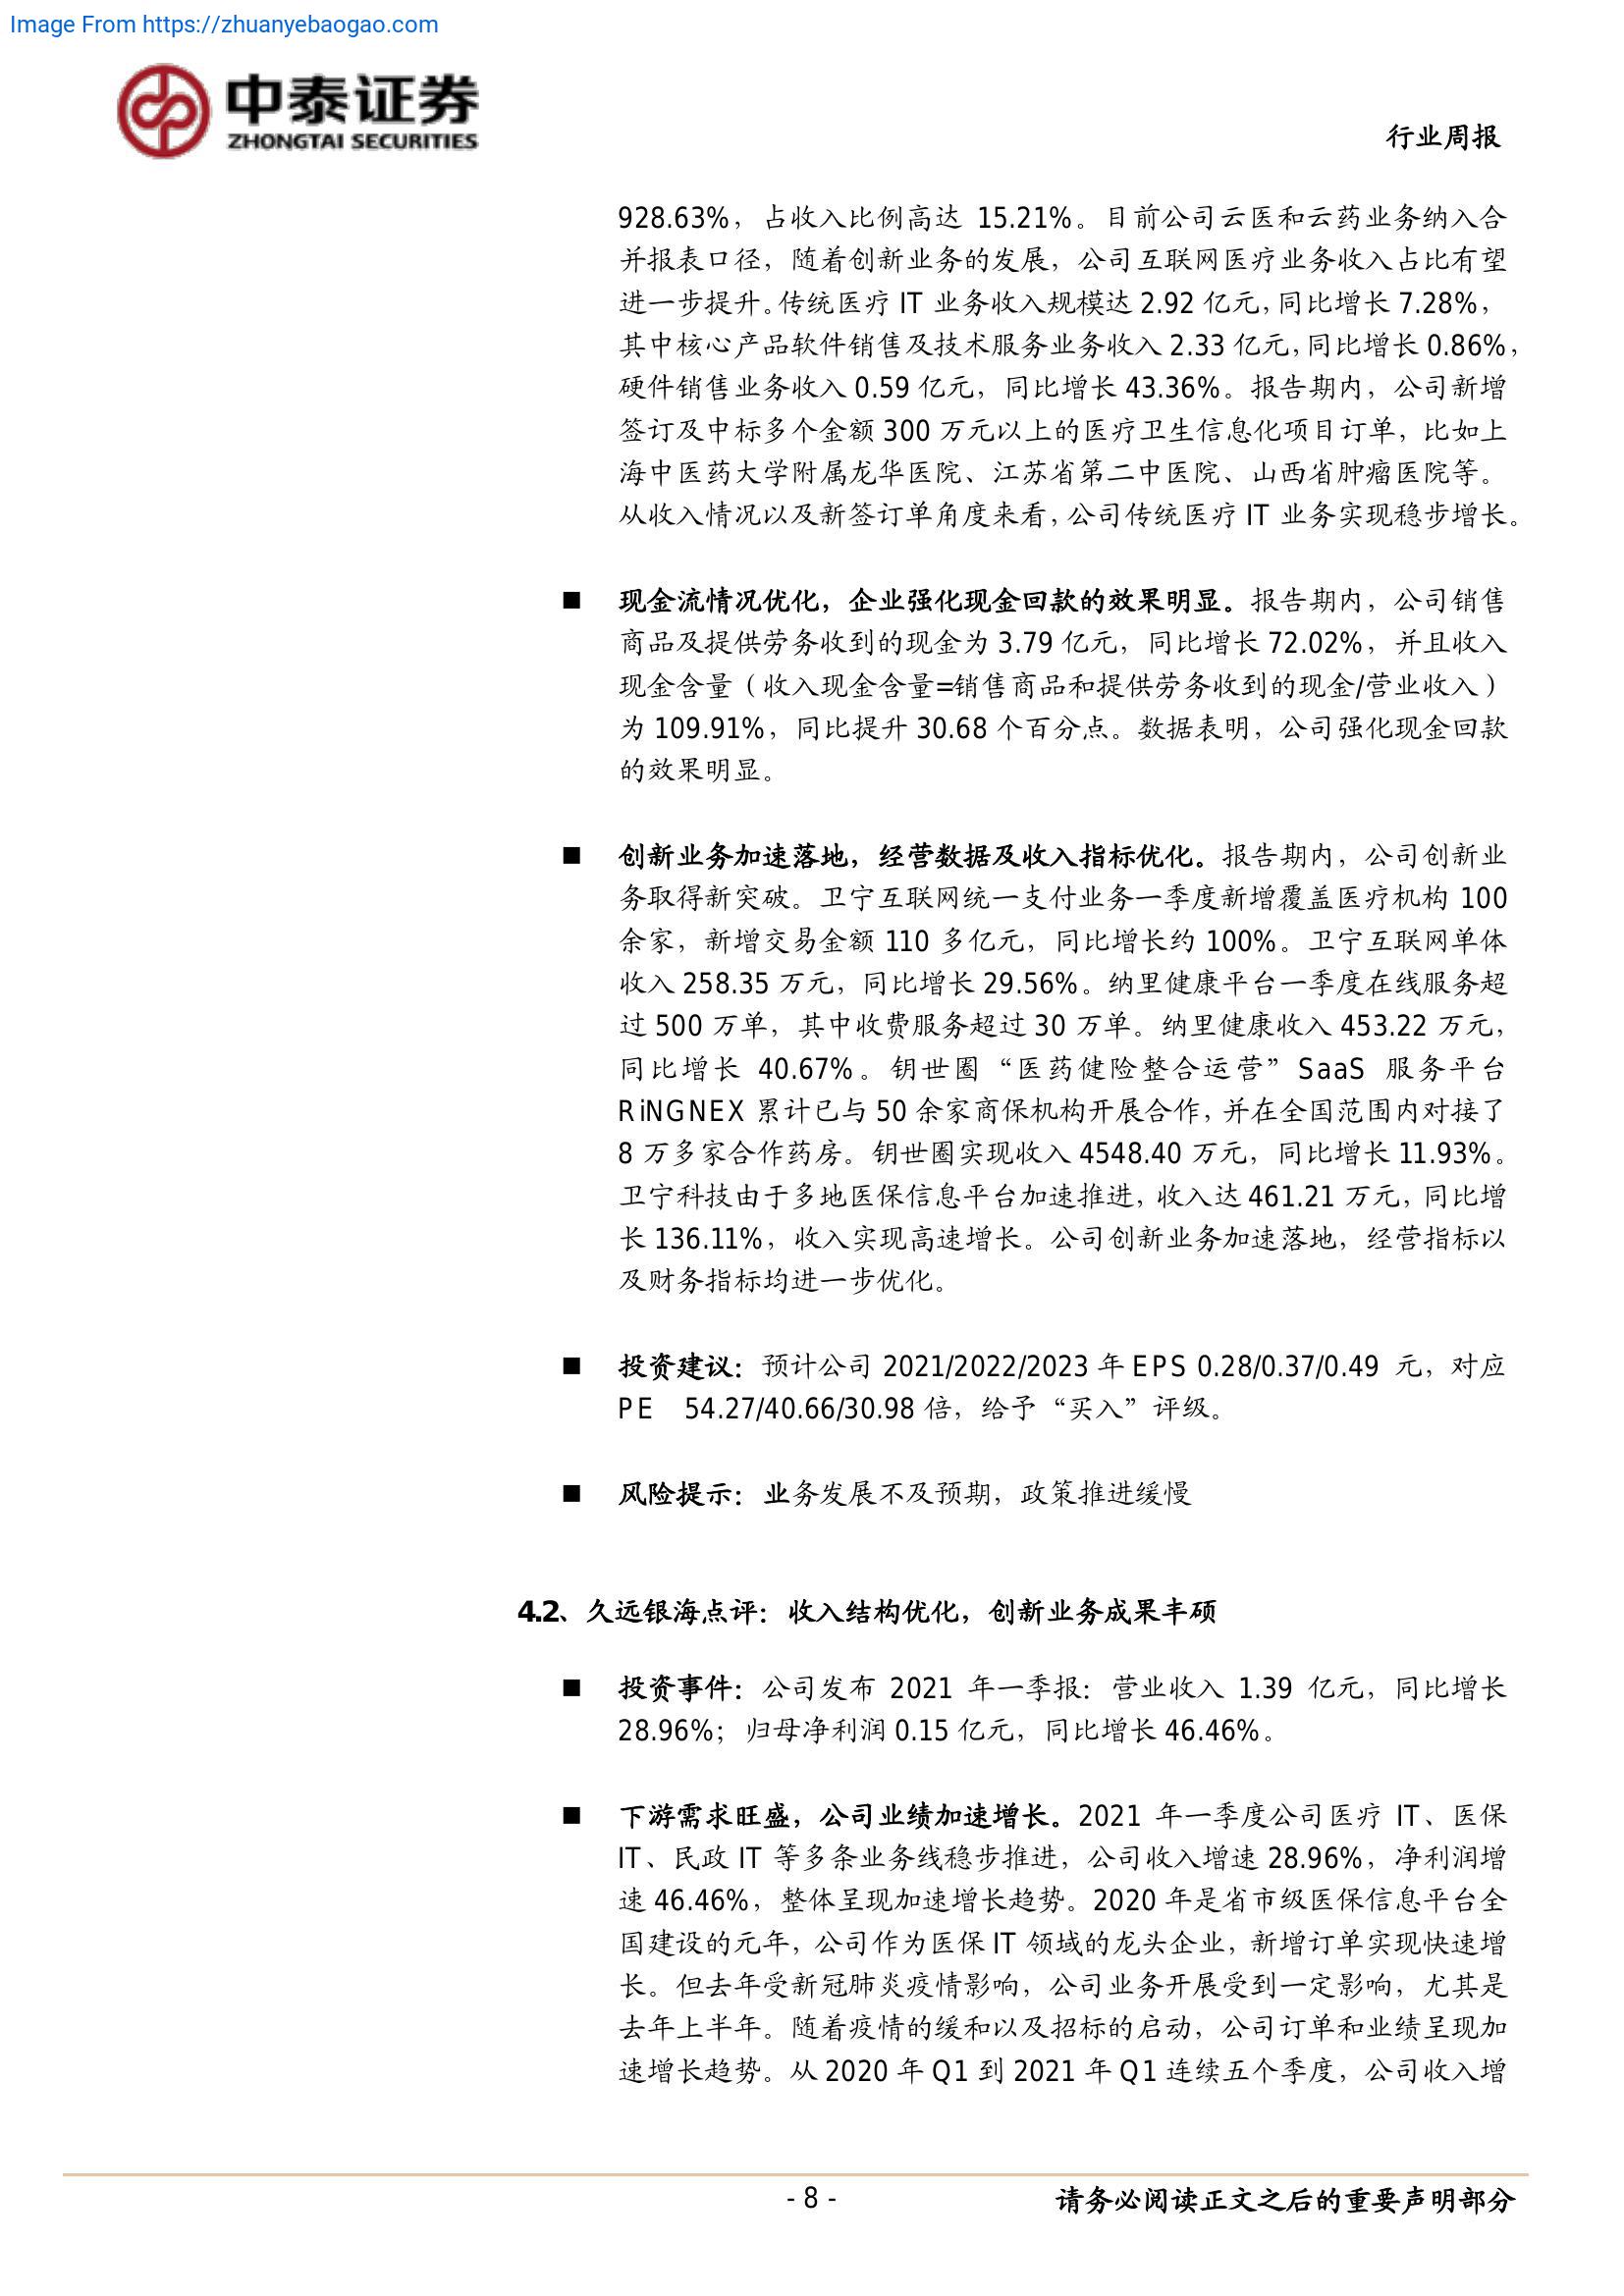 Image From https://zhuanyebaogao.com
中泰证券
ZHONGTAI SECURITIES
行业周报
928.63%，占收入比例高达 15.21%。目前公司云医和云药业务纳入合
并报表口径，随着创新业务的发展，公司互联网医疗业务收入占比有望
进一步提升。传统医疗 IT 业务收入规模达 2.92 亿元，同比增长 7.28%，
其中核心产品软件销售及技术服务业务收入 2.33 亿元，同比增长 0.86%，
硬件销售业务收入 0.59 亿元，同比增长 43.36%。报告期内，公司新增
签订及中标多个金额 300 万元以上的医疗卫生信息化项目订单，比如上
海中医药大学附属龙华医院、江苏省第二中医院、山西省肿瘤医院等。
从收入情况以及新签订单角度来看，公司传统医疗 IT 业务实现稳步增长。
■ 现金流情况优化，企业强化现金回款的效果明显。报告期内，公司销售
商品及提供劳务收到的现金为 3.79 亿元，同比增长 72.02%，并且收入
现金含量（收入现金含量=销售商品和提供劳务收到的现金/营业收入）
为 109.91%，同比提升 30.68 个百分点。数据表明，公司强化现金回款
的效果明显。
■ 创新业务加速落地，经营数据及收入指标优化。报告期内，公司创新业
务取得新突破。卫宁互联网统一支付业务一季度新增覆盖医疗机构 100
余家，新增交易金额 110 多亿元，同比增长约 100%。卫宁互联网单体
收入 258.35 万元，同比增长 29.56%。纳里健康平台一季度在线服务超
过 500 万单，其中收费服务超过 30 万单。纳里健康收入 453.22 万元，
同比增长 40.67%。钥世圈“医药健险整合运营”SaaS 服务平台
RiNGNEX 累计已与 50 余家商保机构开展合作，并在全国范围内对接了
8 万多家合作药房。钥世圈实现收入 4548.40 万元，同比增长 11.93%。
卫宁科技由于多地医保信息平台加速推进，收入达 461.21 万元，同比增
长 136.11%，收入实现高速增长。公司创新业务加速落地，经营指标以
及财务指标均进一步优化。
■ 投资建议：预计公司 2021/2022/2023 年 EPS 0.28/0.37/0.49 元，对应
PE 54.27/40.66/30.98 倍，给予“买入”评级。
■ 风险提示：业务发展不及预期，政策推进缓慢
4.2、久远银海点评：收入结构优化，创新业务成果丰硕
■ 投资事件：公司发布 2021 年一季报：营业收入 1.39 亿元，同比增长
28.96%；归母净利润 0.15 亿元，同比增长 46.46%。
■ 下游需求旺盛，公司业绩加速增长。2021 年一季度公司医疗 IT、医保
IT、民政 IT 等多条业务线稳步推进，公司收入增速 28.96%，净利润增
速 46.46%，整体呈现加速增长趋势。2020 年是省市级医保信息平台全
国建设的元年，公司作为医保 IT 领域的龙头企业，新增订单实现快速增
长。但去年受新冠肺炎疫情影响，公司业务开展受到一定影响，尤其是
去年上半年。随着疫情的缓和以及招标的启动，公司订单和业绩呈现加
速增长趋势。从 2020 年 Q1 到 2021 年 Q1 连续五个季度，公司收入增
- 8 -
请务必阅读正文之后的重要声明部分